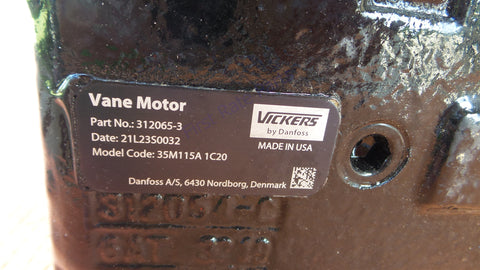 Vane Motor
Part No.: 312065-3
Date: 21L23S0032
Model Code: 35M115A 1C20
VICKERS
by Danfoss
MADE IN USA
Danfoss A/S, 6430 Nordborg, Denmark